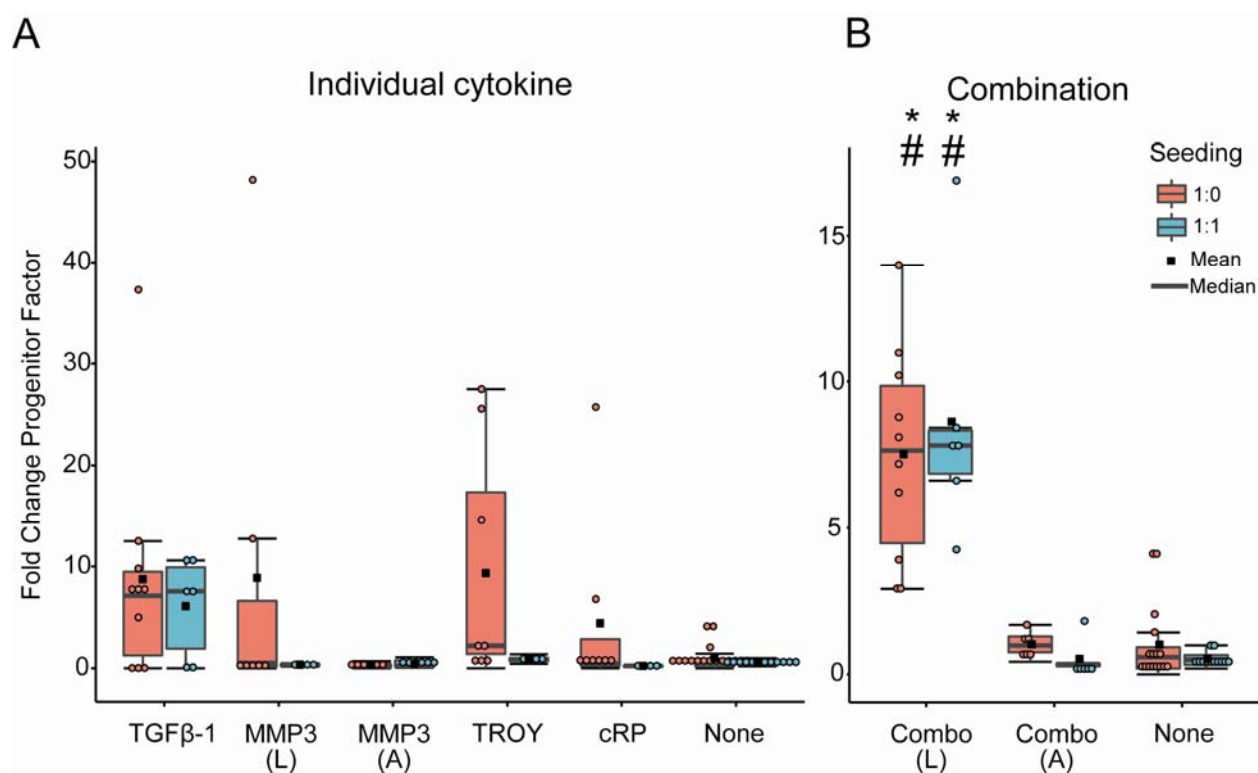 A
B
Individual cytokine
Combination
* *
# #
Fold Change Progenitor Factor
50
40
30
20
10
0
15
10
5
0
Seeding
1:0
1:1
Mean
Median
TGFβ-1
MMP3
(L)
MMP3
(A)
TROY
cRP
None
Combo
(L)
Combo
(A)
None